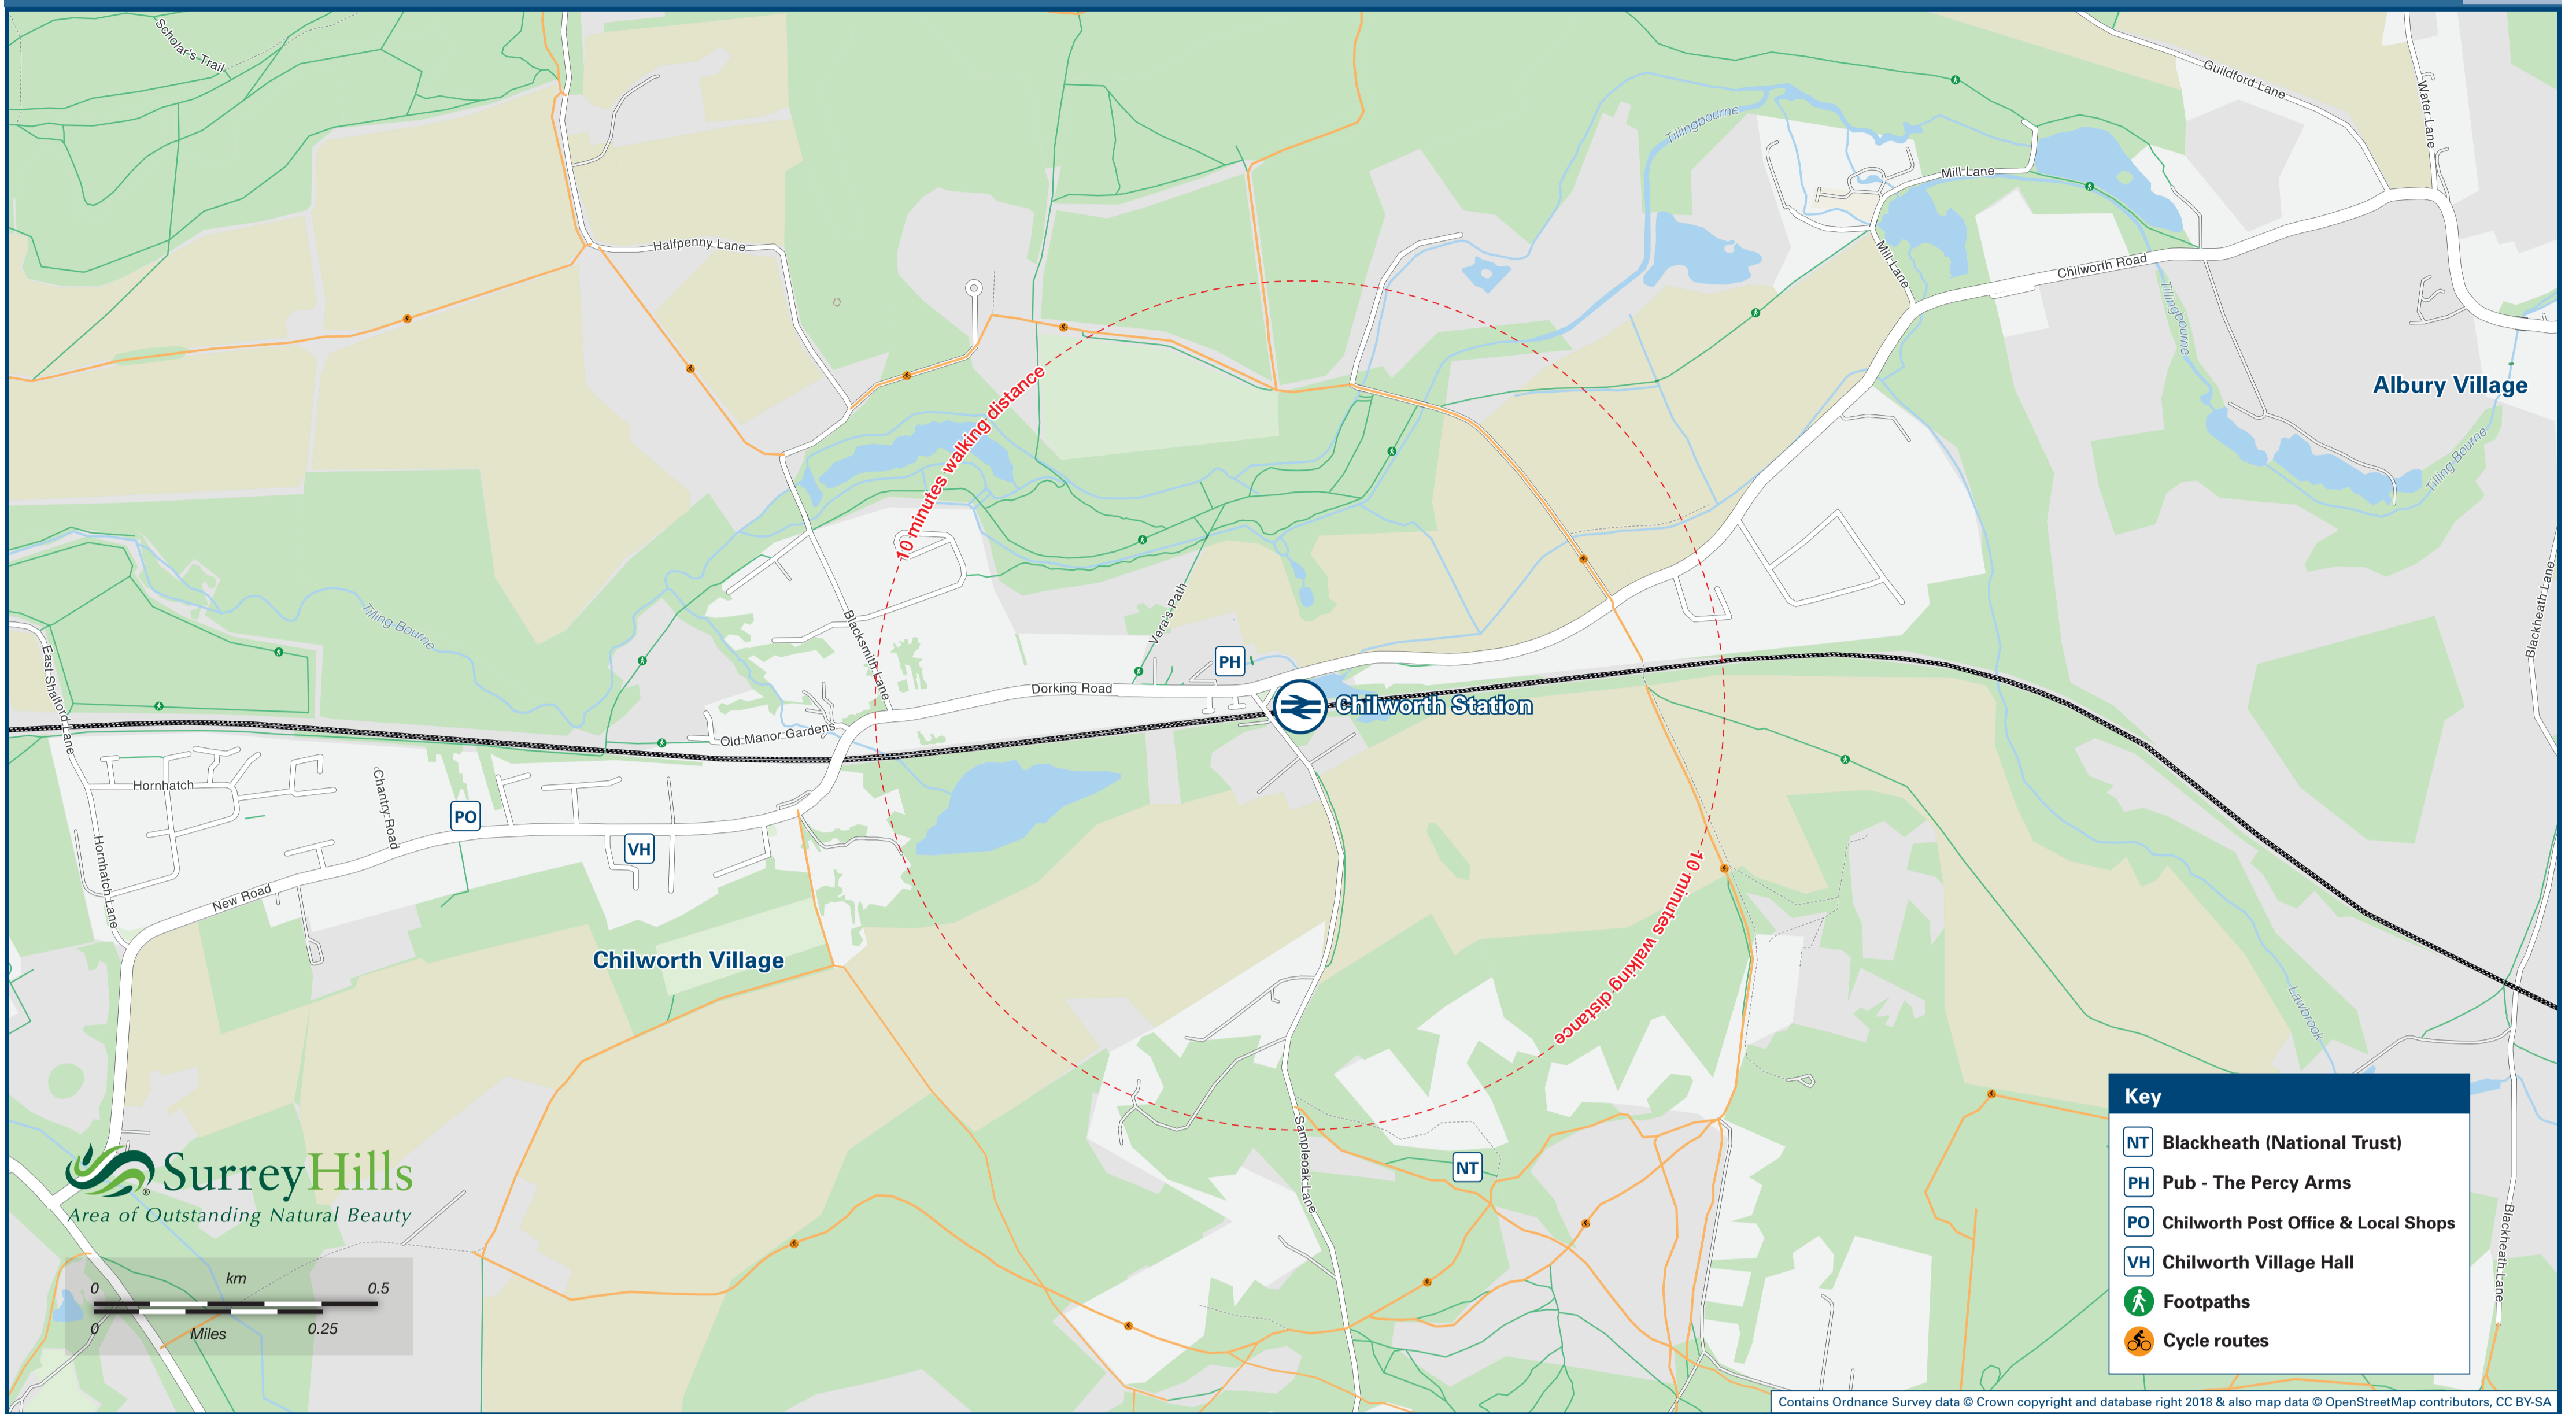 Scholar's Trail
Guildford Lane
Water Lane
Tillingbourne
Mill Lane
Halfpenny Lane
Mill Lane
Chilworth Road
Tillingbourne
Albury Village
10 minutes walking distance
Tilling Bourne
Tilling Bourne
Blacksmith Lane
Vera's Path
Blackheath Lane
East Shalford Lane
PH
Dorking Road
Chilworth Station
Old Manor Gardens
Hornhatch
Chantry Road
PO
VH
Hornhatch Lane
New Road
10 minutes walking distance
Chilworth Village
Lawbrook
Sampleoak Lane
NT
Blackheath Lane
SurreyHills
®
Area of Outstanding Natural Beauty
km
0 0.5
0 Miles 0.25
Key
NT Blackheath (National Trust)
PH Pub - The Percy Arms
PO Chilworth Post Office & Local Shops
VH Chilworth Village Hall
Footpaths
Cycle routes
Contains Ordnance Survey data © Crown copyright and database right 2018 & also map data © OpenStreetMap contributors, CC BY-SA